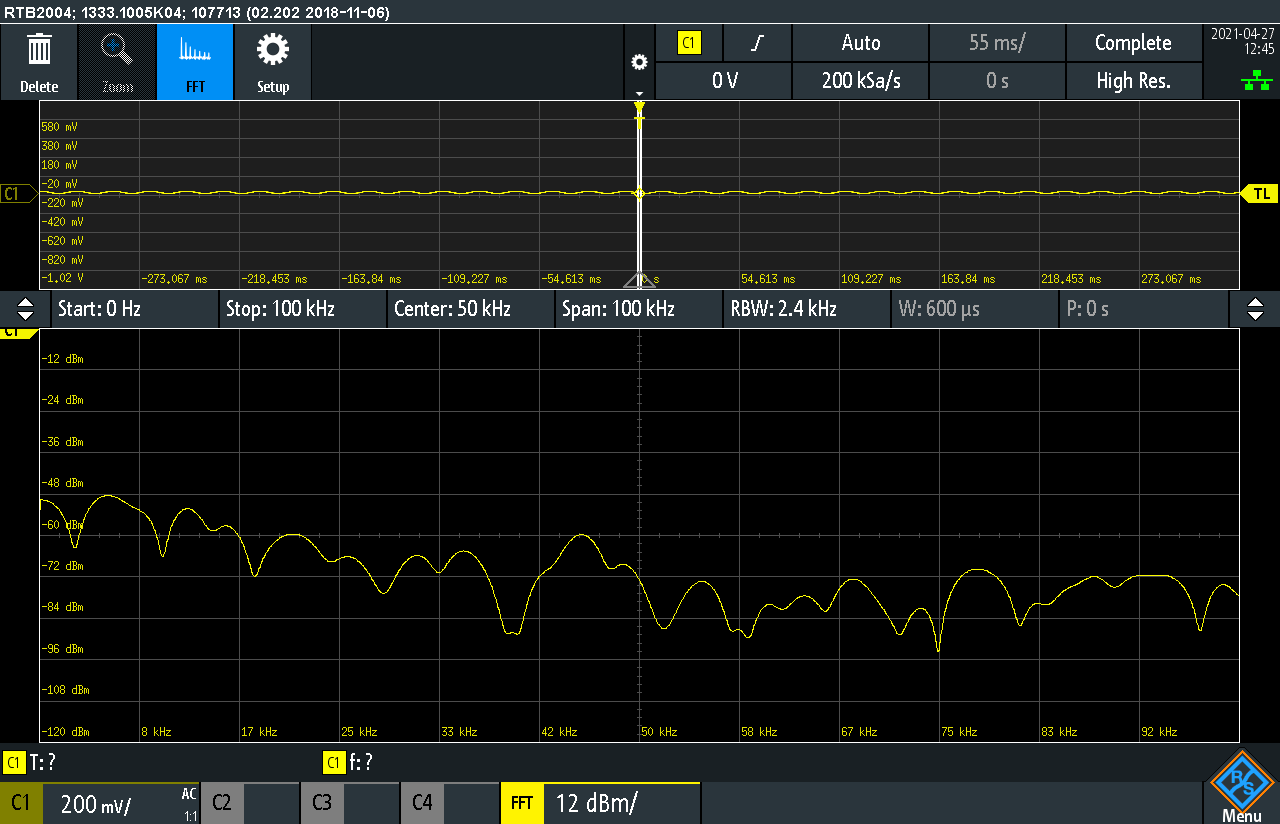 RTB2004; 1333.1005K04; 107713 (02.202 2018-11-06)
Delete Zoom FFT Setup
C1 Auto 55 ms/ Complete
0 V 200 kSa/s 0 s High Res.
2021-04-27
12:45
580 mV
380 mV
180 mV
-20 mV
C1 TL
-220 mV
-420 mV
-620 mV
-820 mV
-1.02 V -273.067 ms -218.453 ms -163.84 ms -109.227 ms -54.613 ms 54.613 ms 109.227 ms 163.84 ms 218.453 ms 273.067 ms
Start: 0 Hz Stop: 100 kHz Center: 50 kHz Span: 100 kHz RBW: 2.4 kHz W: 600 µs P: 0 s
C1
-12 dBm
-24 dBm
-36 dBm
-48 dBm
-60 dBm
-72 dBm
-84 dBm
-96 dBm
-108 dBm
-120 dBm 8 kHz 17 kHz 25 kHz 33 kHz 42 kHz 50 kHz 58 kHz 67 kHz 75 kHz 83 kHz 92 kHz
C1 T: ? C1 f: ?
C1 200 mV/ AC 1:1 C2 C3 C4 FFT 12 dBm/
R&S
Menu